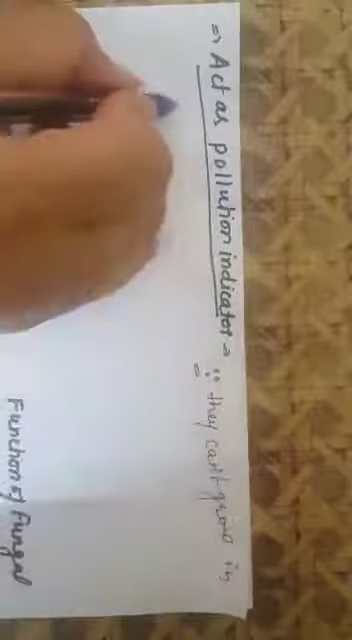 => Act as pollution indicator → ∵ they can't grow in
Function of Fungal